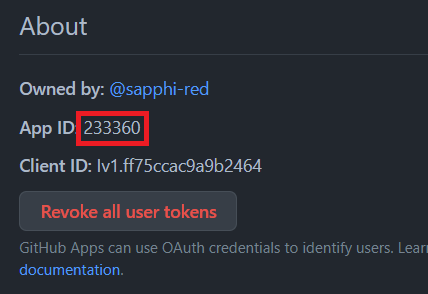 About
Owned by: @sapphi-red
App ID: 233360
Client ID: Iv1.ff75ccac9a9b2464
Revoke all user tokens
GitHub Apps can use OAuth credentials to identify users. Lear
documentation.